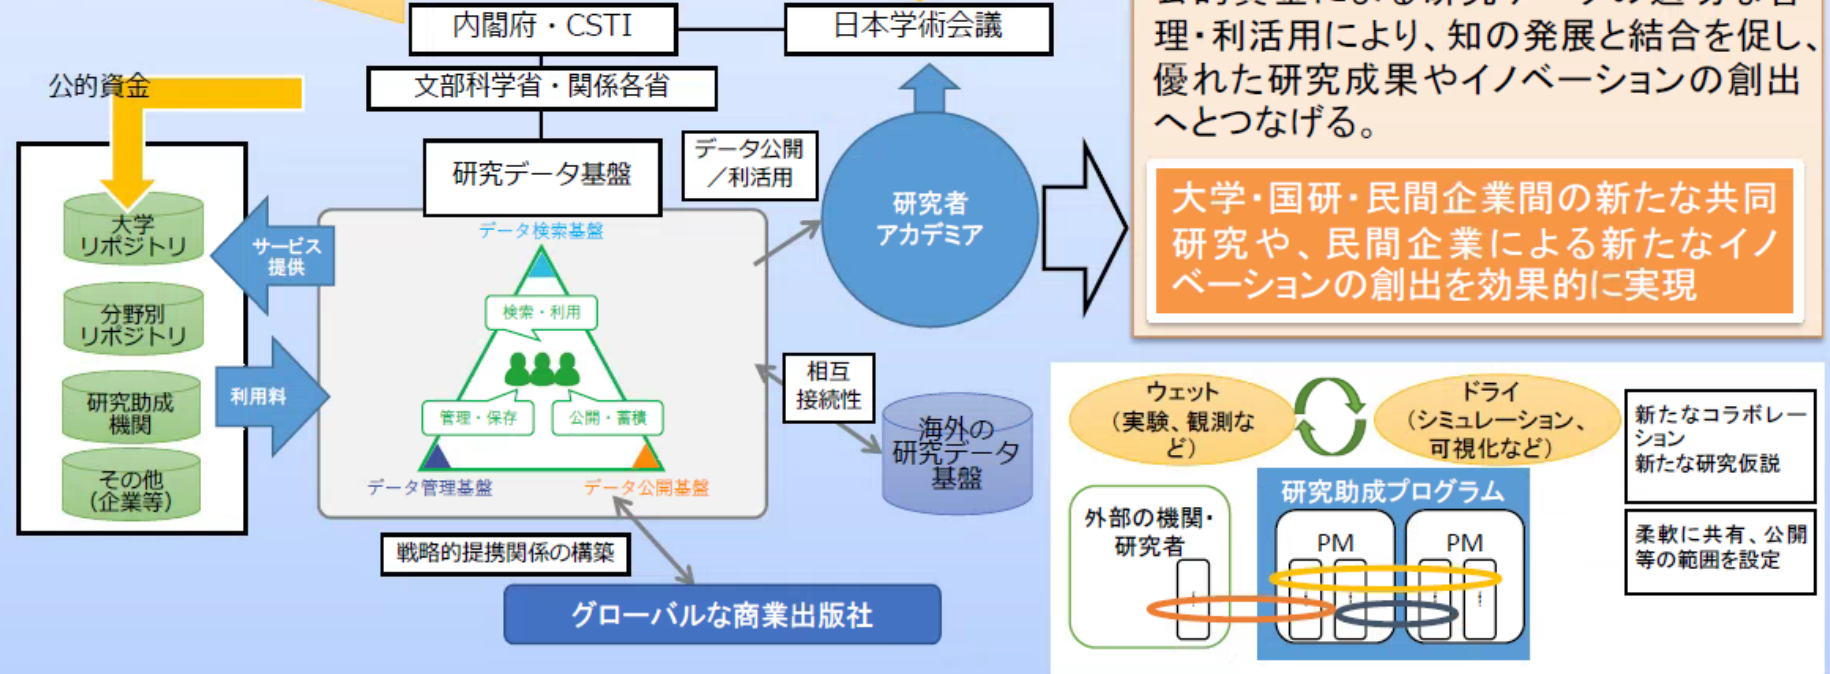 内閣府・CSTI
日本学術会議
文部科学省・関係各省
公的資金
研究データ基盤
データ公開
／利活用
研究者
アカデミア
大学
リポジトリ
分野別
リポジトリ
研究助成
機関
その他
（企業等）
サービス
提供
利用料
データ検索基盤
検索・利用
管理・保存
公開・蓄積
データ管理基盤
データ公開基盤
相互
接続性
海外の
研究データ
基盤
戦略的提携関係の構築
グローバルな商業出版社
理・利活用により、知の発展と結合を促し、
優れた研究成果やイノベーションの創出
へとつなげる。
大学・国研・民間企業間の新たな共同
研究や、民間企業による新たなイノ
ベーションの創出を効果的に実現
ウェット
（実験、観測な
ど）
ドライ
（シミュレーション、
可視化など）
新たなコラボレー
ション
新たな研究仮説
柔軟に共有、公開
等の範囲を設定
外部の機関・
研究者
研究助成プログラム
PM
PM